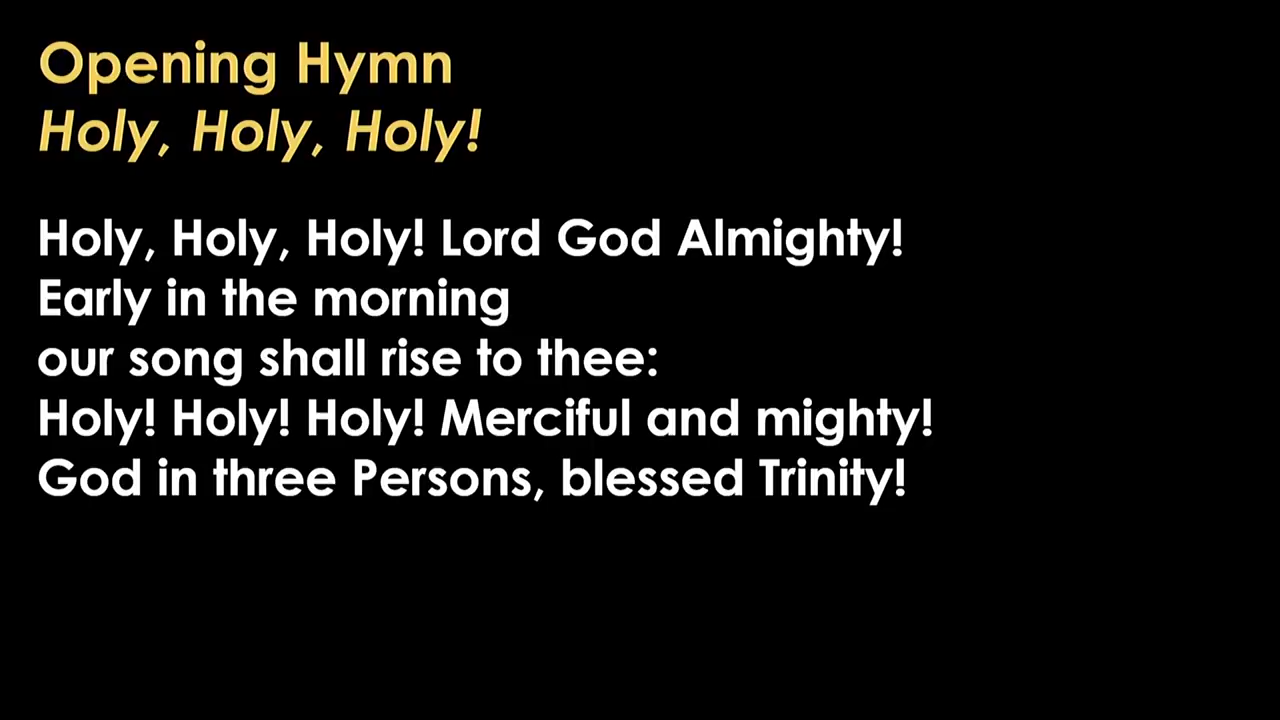 Opening Hymn
Holy, Holy, Holy!
Holy, Holy, Holy! Lord God Almighty!
Early in the morning
our song shall rise to thee:
Holy! Holy! Holy! Merciful and mighty!
God in three Persons, blessed Trinity!